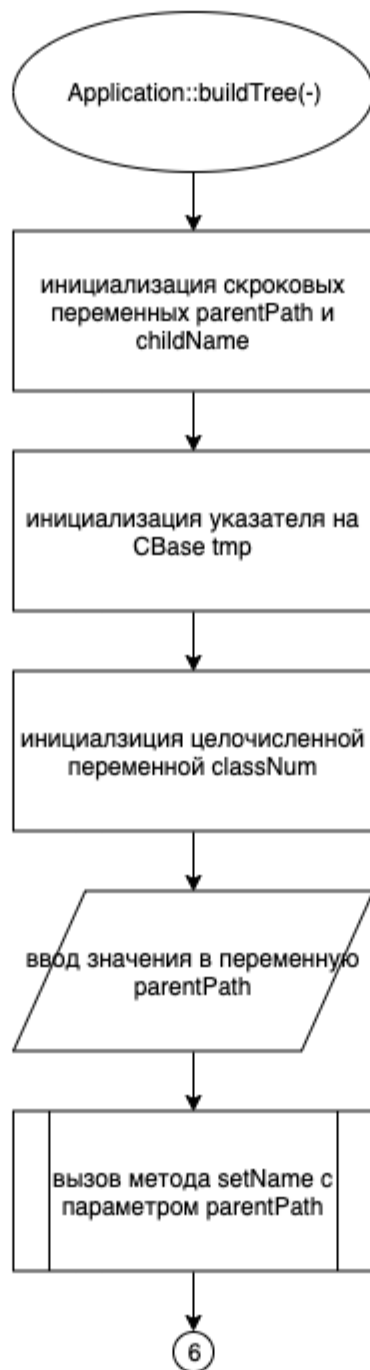 Application::buildTree(-)
инициализация скроковых
переменных parentPath и
childName
инициализация указателя на
CBase tmp
инициалзиция целочисленной
переменной classNum
ввод значения в переменную
parentPath
вызов метода setName с
параметром parentPath
6